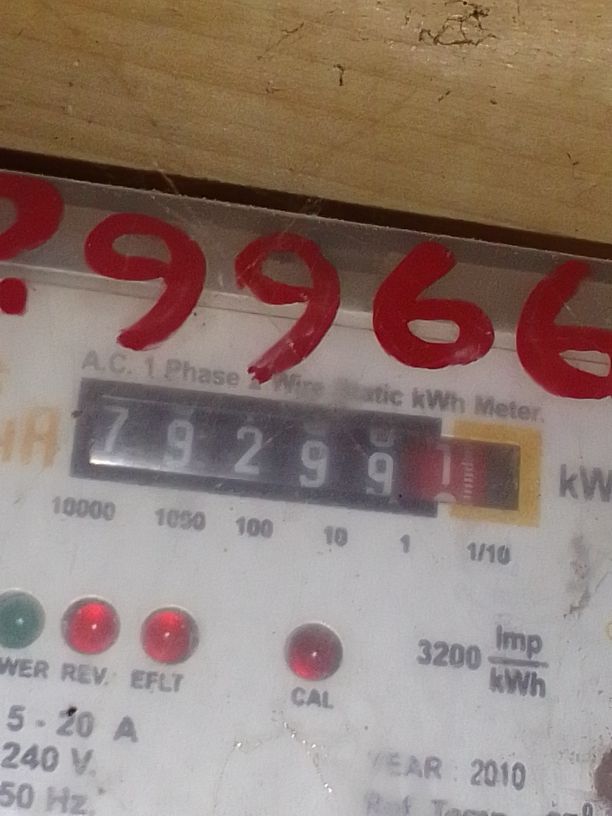 9966
A.C. 1 Phase 2 Wire Static kWh Meter.
7 9 2 9 9 1
10000 1000 100 10 1 1/10
REV. EFLT
CAL
3200 Imp/kWh
5 - 20 A
240 V.
50 Hz.
YEAR : 2010